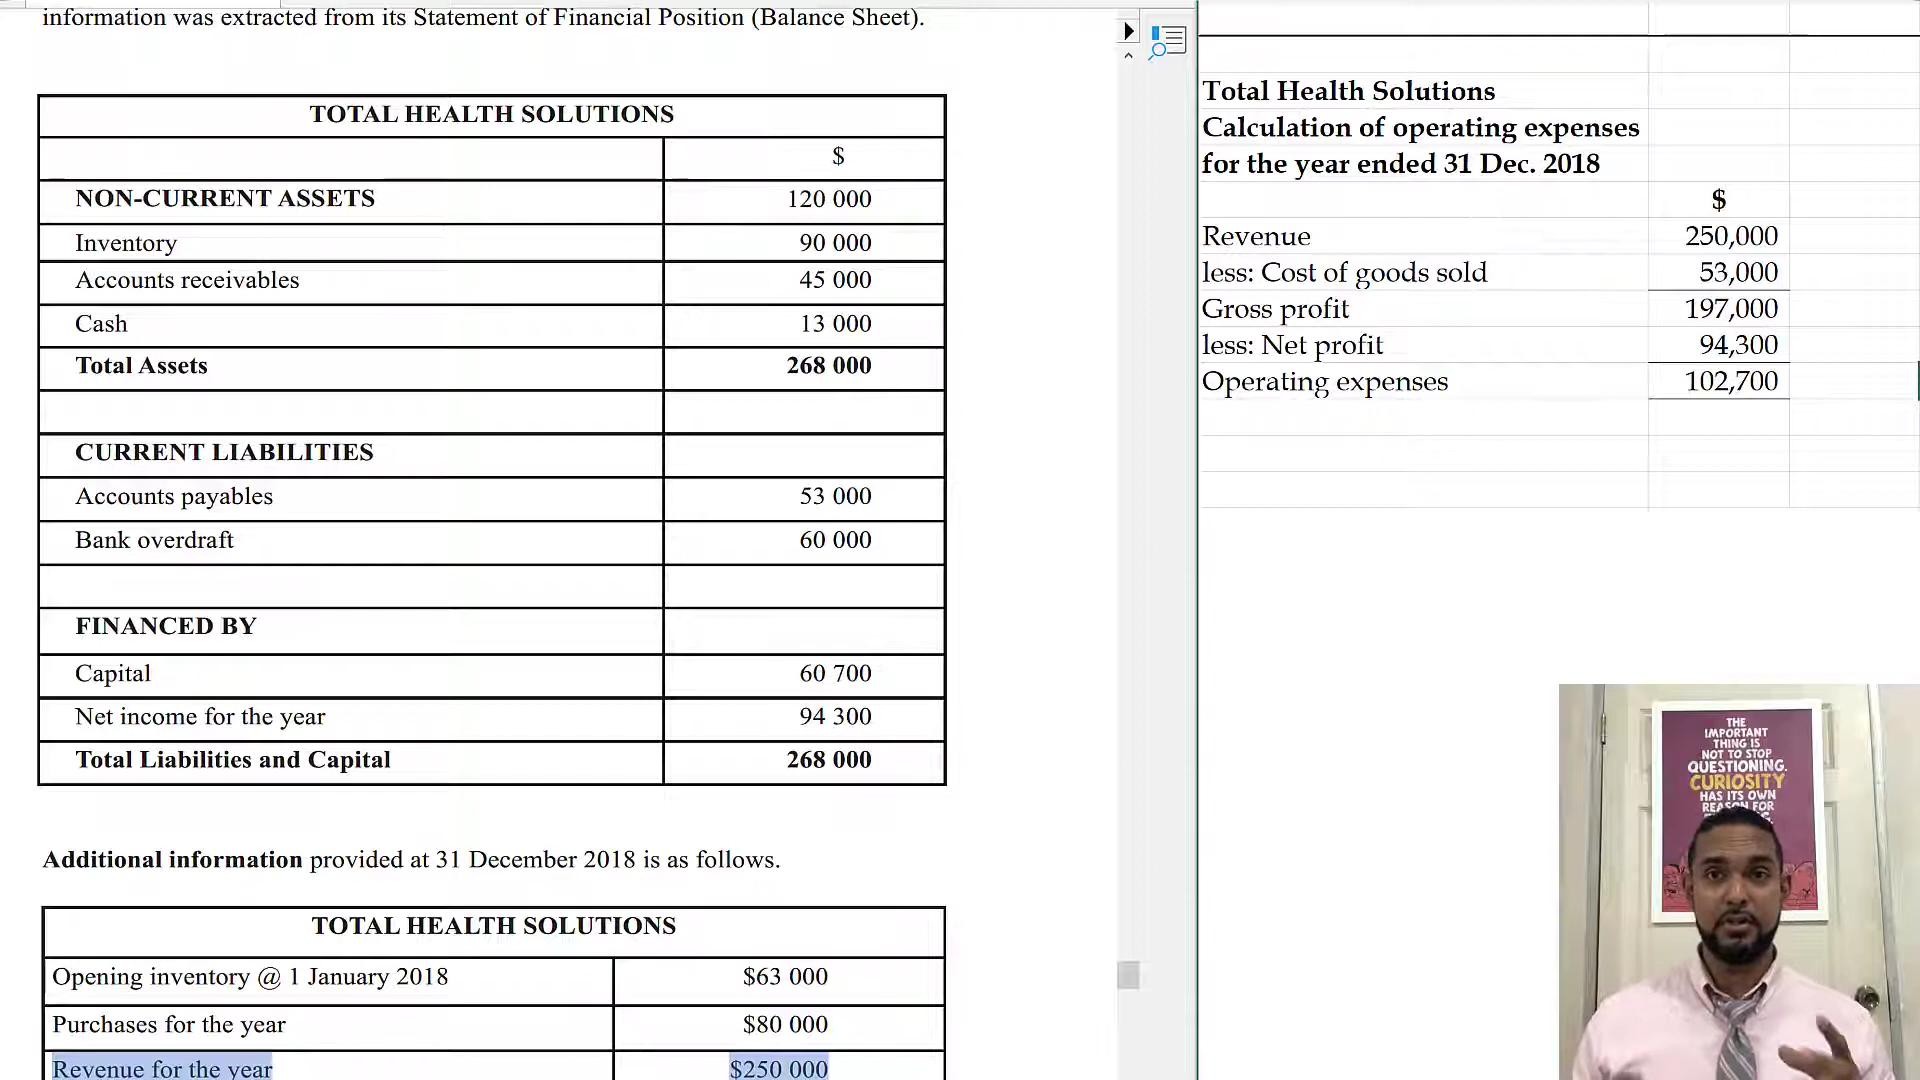 information was extracted from its Statement of Financial Position (Balance Sheet).
TOTAL HEALTH SOLUTIONS
$
NON-CURRENT ASSETS 120 000
Inventory 90 000
Accounts receivables 45 000
Cash 13 000
Total Assets 268 000
CURRENT LIABILITIES
Accounts payables 53 000
Bank overdraft 60 000
FINANCED BY
Capital 60 700
Net income for the year 94 300
Total Liabilities and Capital 268 000
Additional information provided at 31 December 2018 is as follows.
TOTAL HEALTH SOLUTIONS
Opening inventory @ 1 January 2018 $63 000
Purchases for the year $80 000
Revenue for the year $250 000
Total Health Solutions
Calculation of operating expenses
for the year ended 31 Dec. 2018
$
Revenue 250,000
less: Cost of goods sold 53,000
Gross profit 197,000
less: Net profit 94,300
Operating expenses 102,700
THE
IMPORTANT
THING IS
NOT TO STOP
QUESTIONING.
CURIOSITY
HAS ITS OWN
REASON FOR